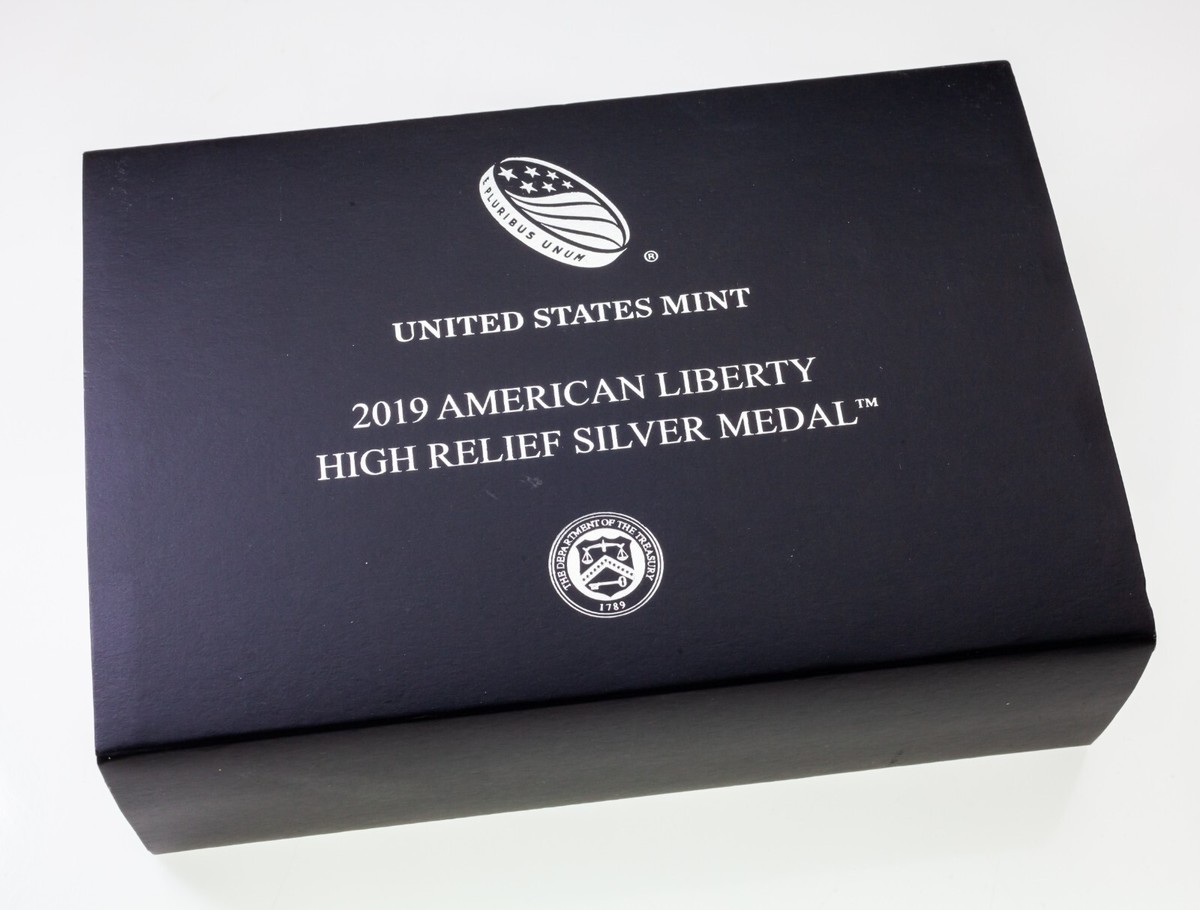 E PLURIBUS UNUM
®
UNITED STATES MINT
2019 AMERICAN LIBERTY
HIGH RELIEF SILVER MEDAL™
THE DEPARTMENT OF THE TREASURY
1789